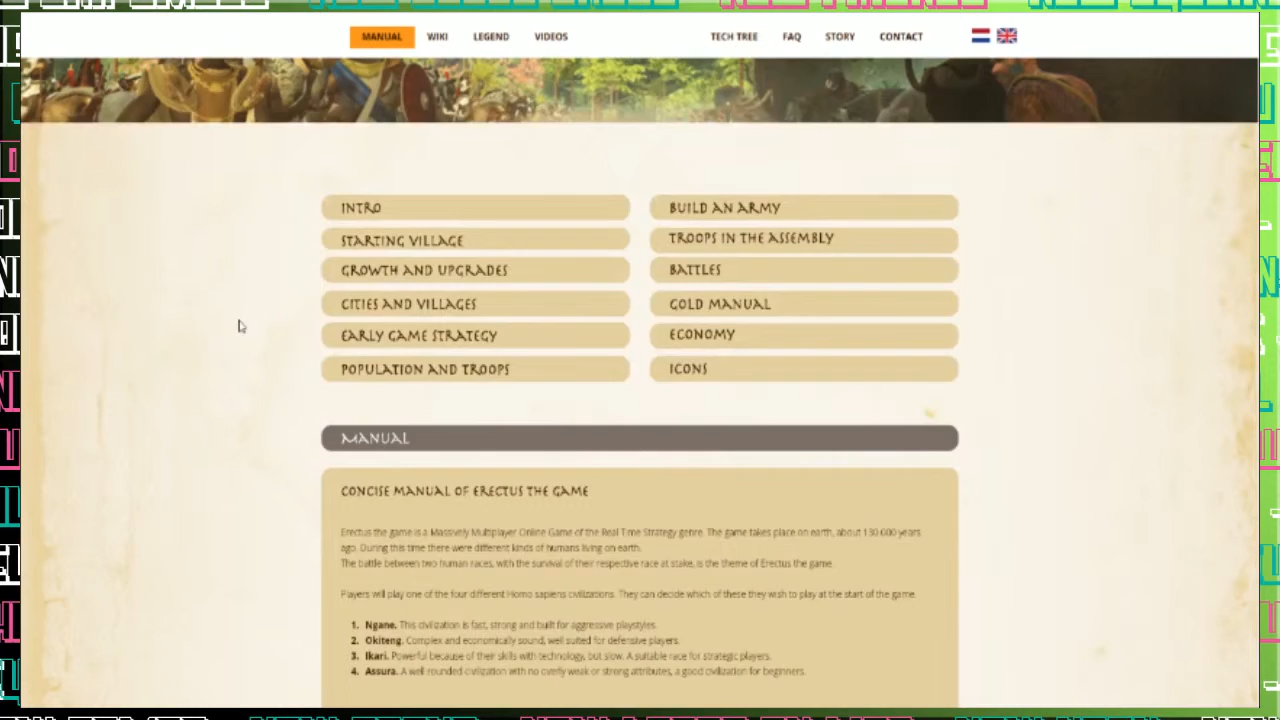 MANUAL WIKI LEGEND VIDEOS TECH TREE FAQ STORY CONTACT
INTRO
STARTING VILLAGE
GROWTH AND UPGRADES
CITIES AND VILLAGES
EARLY GAME STRATEGY
POPULATION AND TROOPS
BUILD AN ARMY
TROOPS IN THE ASSEMBLY
BATTLES
GOLD MANUAL
ECONOMY
ICONS
MANUAL
CONCISE MANUAL OF ERECTUS THE GAME
Erectus the game is a Massively Multiplayer Online Game of the Real Time Strategy genre. The game takes place on earth, about 130.000 years
ago. During this time there were different kinds of humans living on earth.
The battle between two human races, with the survival of their respective race at stake, is the theme of Erectus the game.
Players will play one of the four different Homo sapiens civilizations. They can decide which of these they wish to play at the start of the game.
1. Ngane. This civilization is fast, strong and built for aggressive playstyles.
2. Okiteng. Complex and economically sound, well suited for defensive players.
3. Ikari. Powerful because of their skills with technology, but slow. A suitable race for strategic players.
4. Assura. A well rounded civilization with no overly weak or strong attributes, a good civilization for beginners.